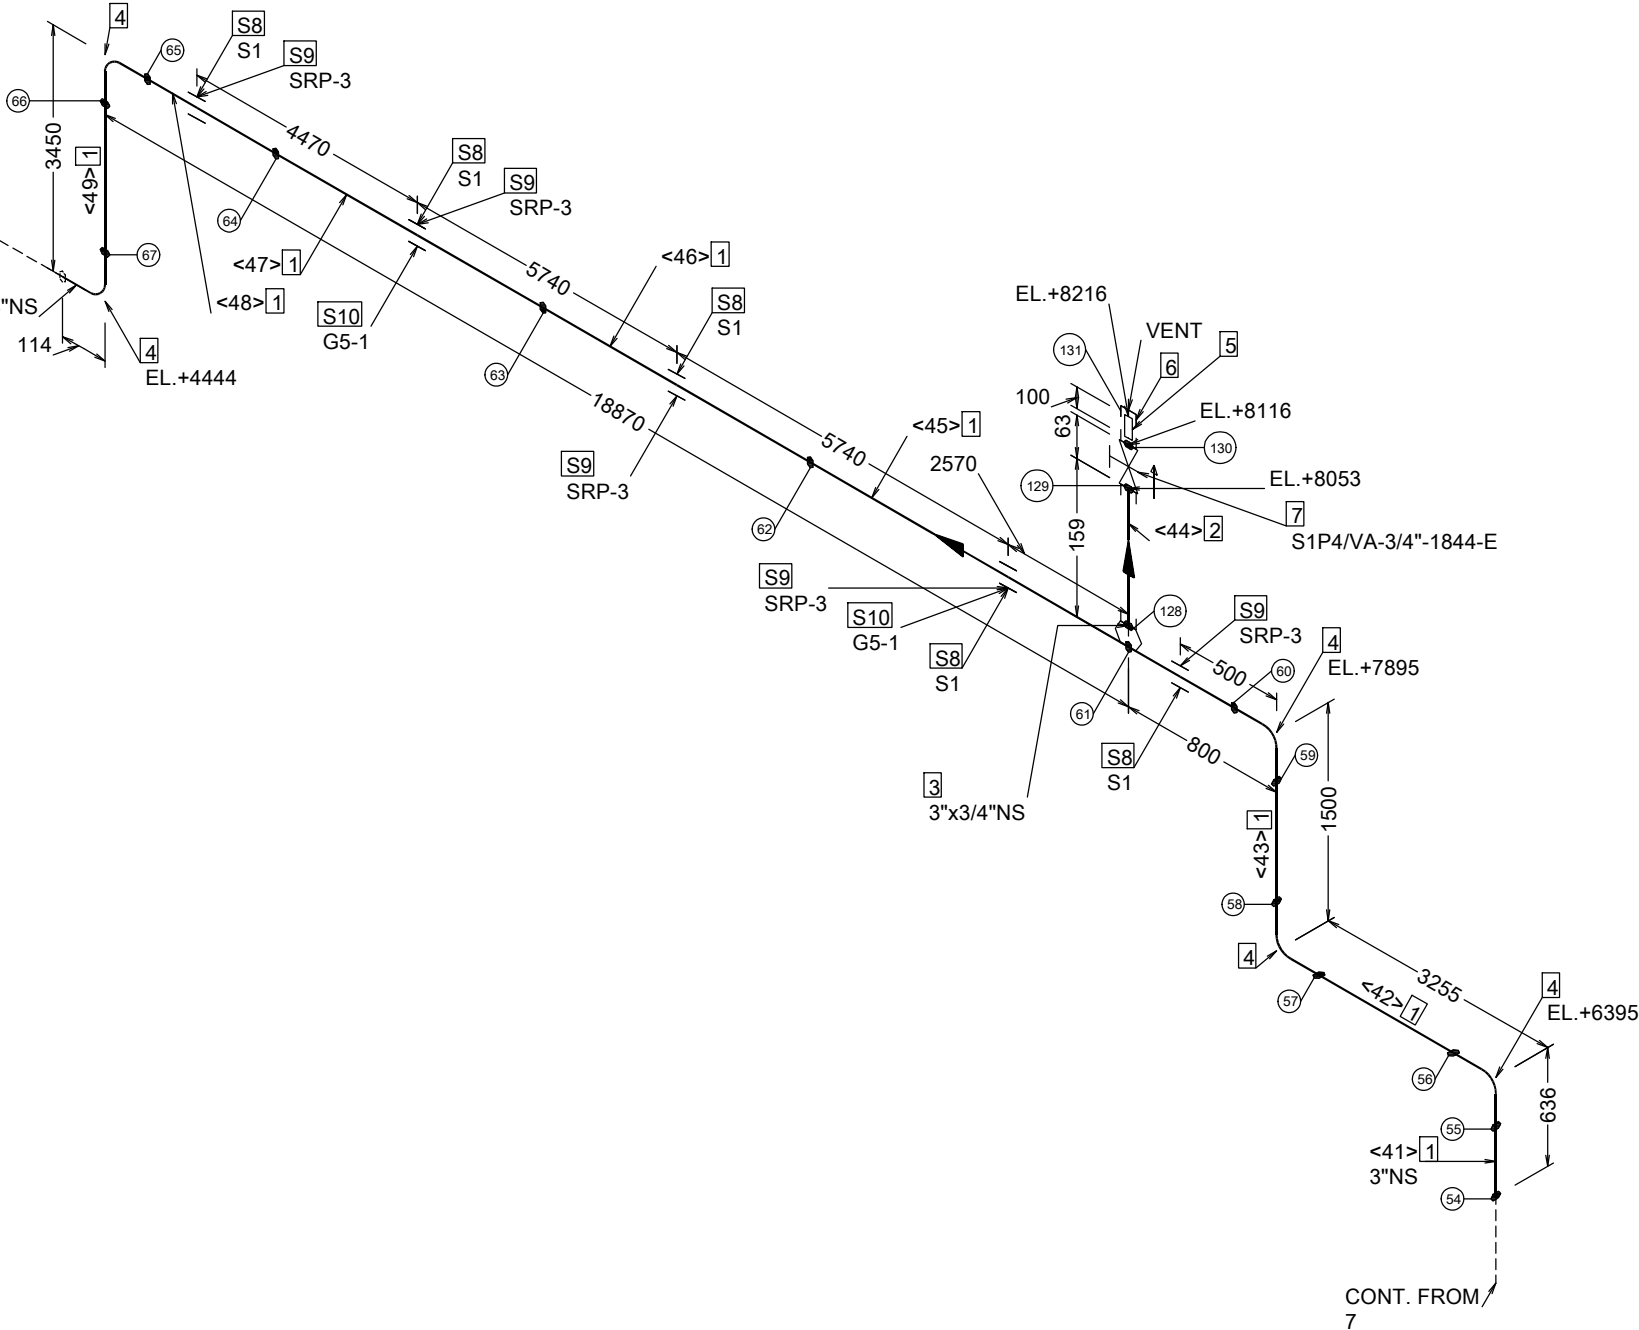 4
65
S8
S1
S9
SRP-3
66
3450
<49> 1
4470
S8
S1
S9
SRP-3
64
67
<47> 1
<48> 1
"NS
114
4
EL.+4444
S10
G5-1
5740
<46> 1
S8
S1
63
18870
EL.+8216
VENT
131
6
5
100
63
EL.+8116
130
<45> 1
5740
2570
S9
SRP-3
129
EL.+8053
7
S1P4/VA-3/4"-1844-E
<44> 2
159
62
S9
SRP-3
S10
G5-1
S8
S1
128
S9
SRP-3
4
EL.+7895
500
60
61
800
S8
S1
59
3
3"x3/4"NS
<43> 1
1500
58
4
57
<42> 1
3255
4
EL.+6395
56
636
55
<41> 1
3"NS
54
CONT. FROM
7